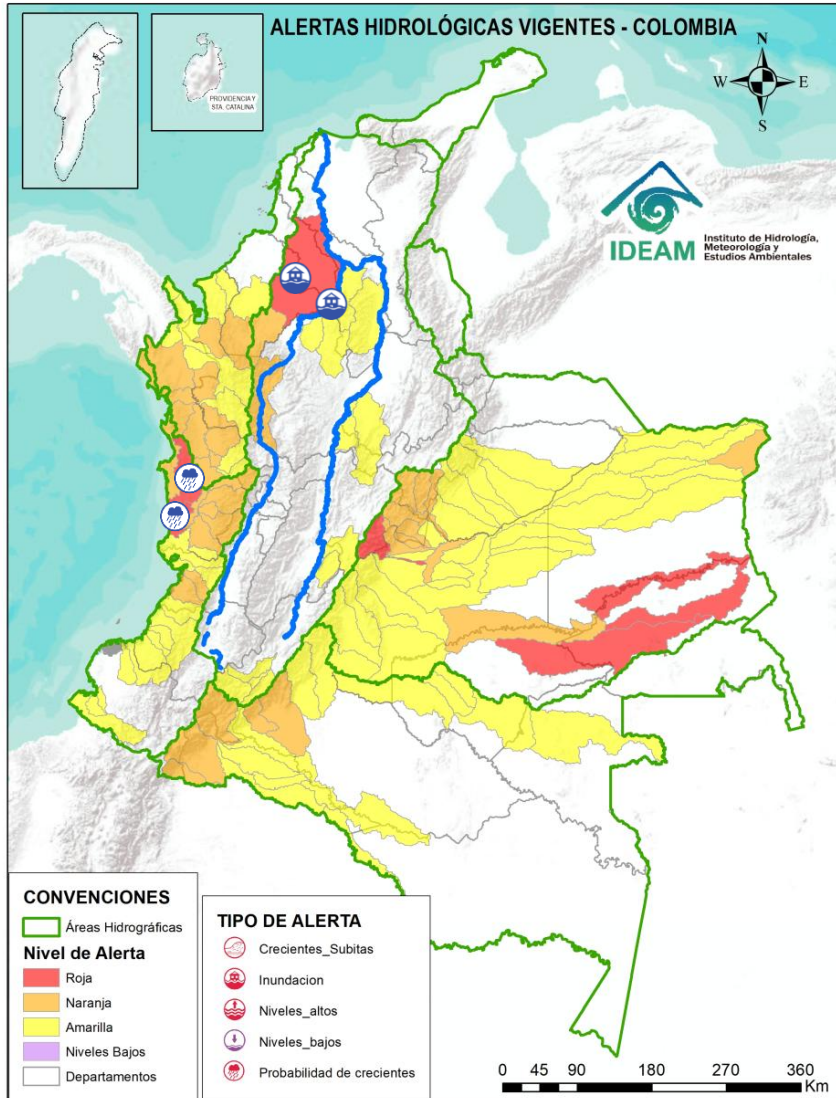 ALERTAS HIDROLÓGICAS VIGENTES - COLOMBIA
PROVIDENCIA Y
STA. CATALINA
N
W
E
S
IDEAM
Instituto de Hidrología,
Meteorología y
Estudios Ambientales
CONVENCIONES
Áreas Hidrográficas
Nivel de Alerta
Roja
Naranja
Amarilla
Niveles Bajos
Departamentos
TIPO DE ALERTA
Crecientes_Subitas
Inundacion
Niveles_altos
Niveles_bajos
Probabilidad de crecientes
0 45 90 180 270 360
Km